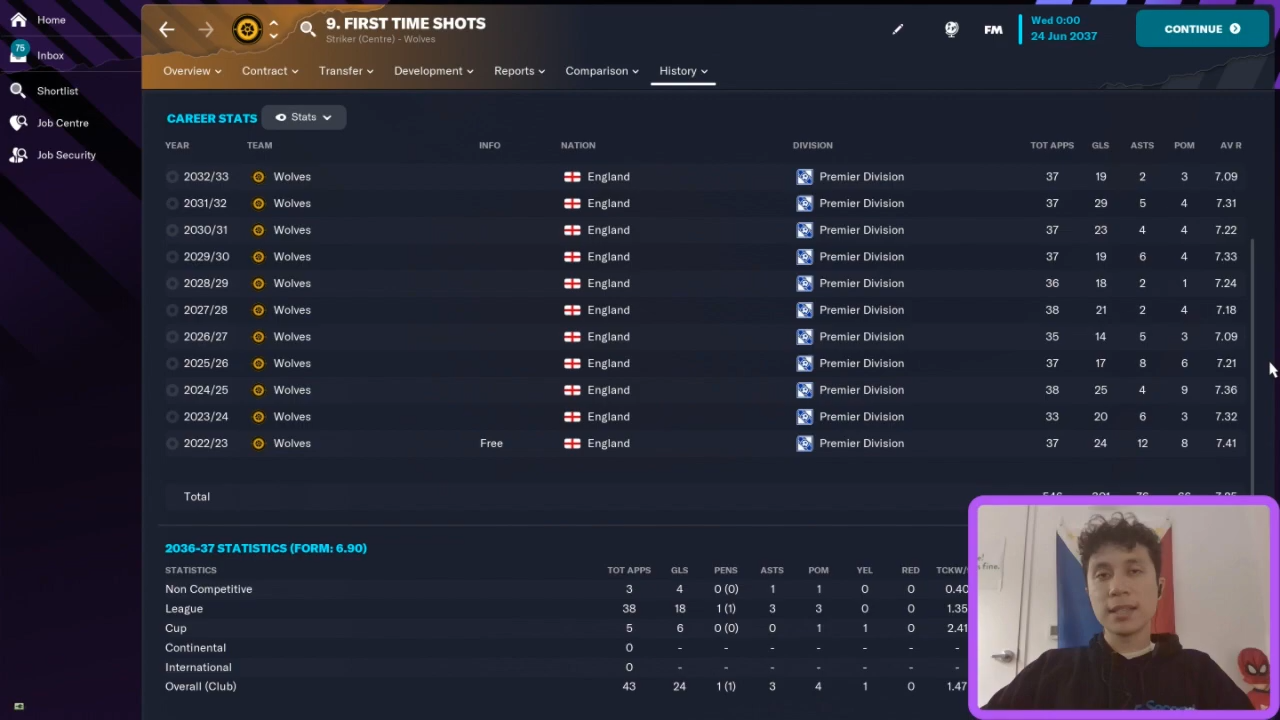 Home
75
Inbox
Shortlist
Job Centre
Job Security
9. FIRST TIME SHOTS
Striker (Centre) - Wolves
FM
Wed 0:00
24 Jun 2037
CONTINUE
Overview Contract Transfer Development Reports Comparison History
CAREER STATS Stats
YEAR TEAM INFO NATION DIVISION TOT APPS GLS ASTS POM AV R
2032/33 Wolves England Premier Division 37 19 2 3 7.09
2031/32 Wolves England Premier Division 37 29 5 4 7.31
2030/31 Wolves England Premier Division 37 23 4 4 7.22
2029/30 Wolves England Premier Division 37 19 6 4 7.33
2028/29 Wolves England Premier Division 36 18 2 1 7.24
2027/28 Wolves England Premier Division 38 21 2 4 7.18
2026/27 Wolves England Premier Division 35 14 5 3 7.09
2025/26 Wolves England Premier Division 37 17 8 6 7.21
2024/25 Wolves England Premier Division 38 25 4 9 7.36
2023/24 Wolves England Premier Division 33 20 6 3 7.32
2022/23 Wolves Free England Premier Division 37 24 12 8 7.41
Total
2036-37 STATISTICS (FORM: 6.90)
STATISTICS TOT APPS GLS PENS ASTS POM YEL RED TCKW/
Non Competitive 3 4 0 (0) 1 1 0 0 0.40
League 38 18 1 (1) 3 3 0 0 1.35
Cup 5 6 0 (0) 0 1 1 0 2.41
Continental 0 - - - - - - -
International 0 - - - - - - -
Overall (Club) 43 24 1 (1) 3 4 1 0 1.47
fine.